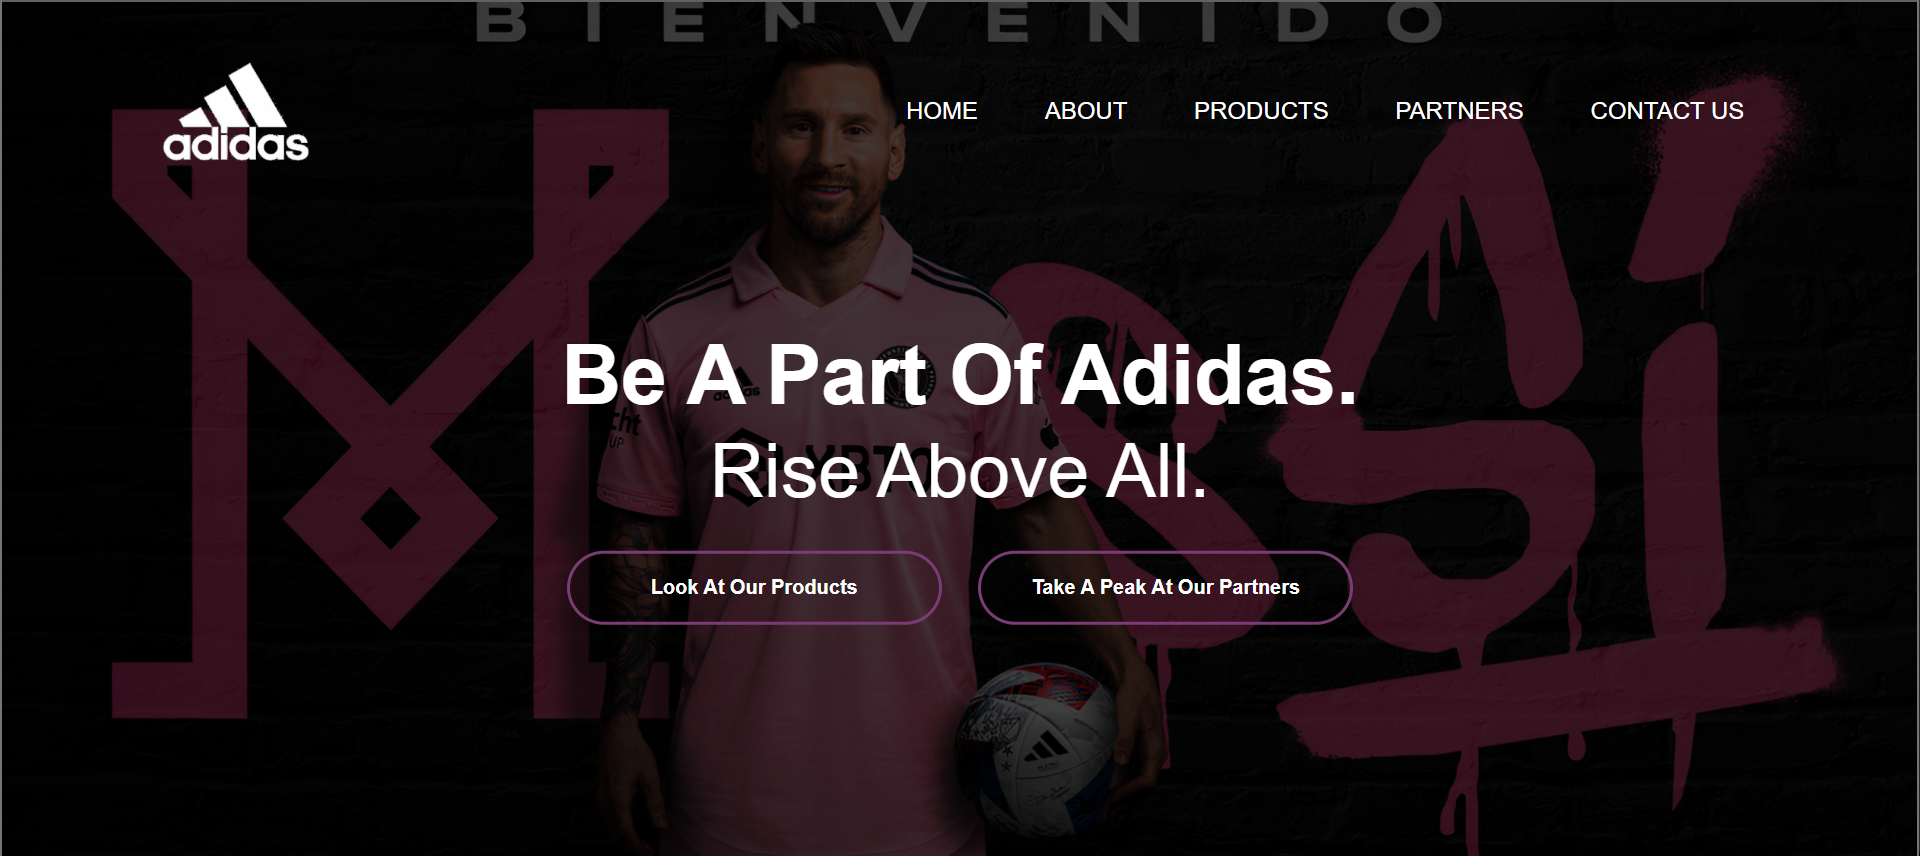 BIENVENIDO
adidas
HOME ABOUT PRODUCTS PARTNERS CONTACT US
Be A Part Of Adidas.
Rise Above All.
Look At Our Products
Take A Peak At Our Partners